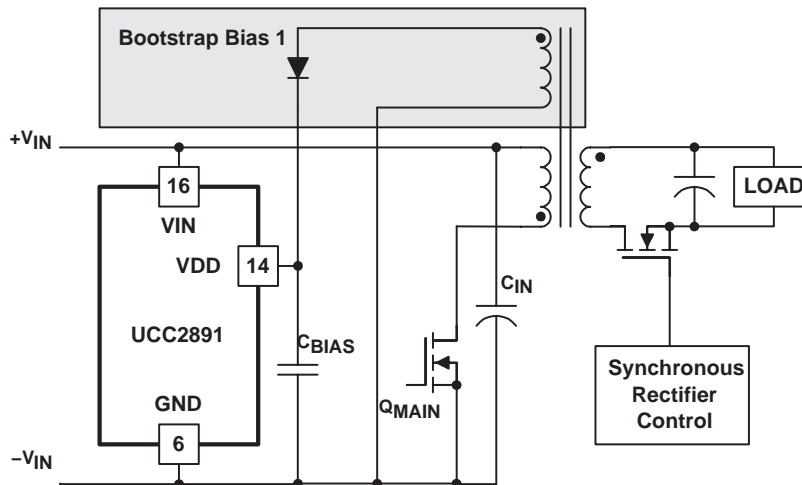 Bootstrap Bias 1
+VIN
16
VIN
VDD
14
LOAD
CIN
UCC2891
CBIAS
GND
QMAIN
Synchronous
Rectifier
Control
6
−VIN